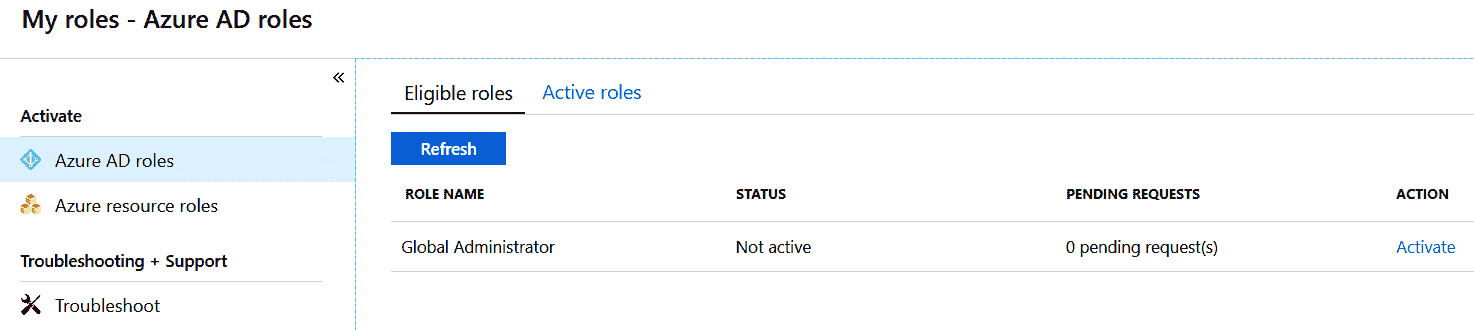 My roles - Azure AD roles
«
Activate
Azure AD roles
Azure resource roles
Troubleshooting + Support
Troubleshoot
Eligible roles Active roles
Refresh
ROLE NAME STATUS PENDING REQUESTS ACTION
Global Administrator Not active 0 pending request(s) Activate